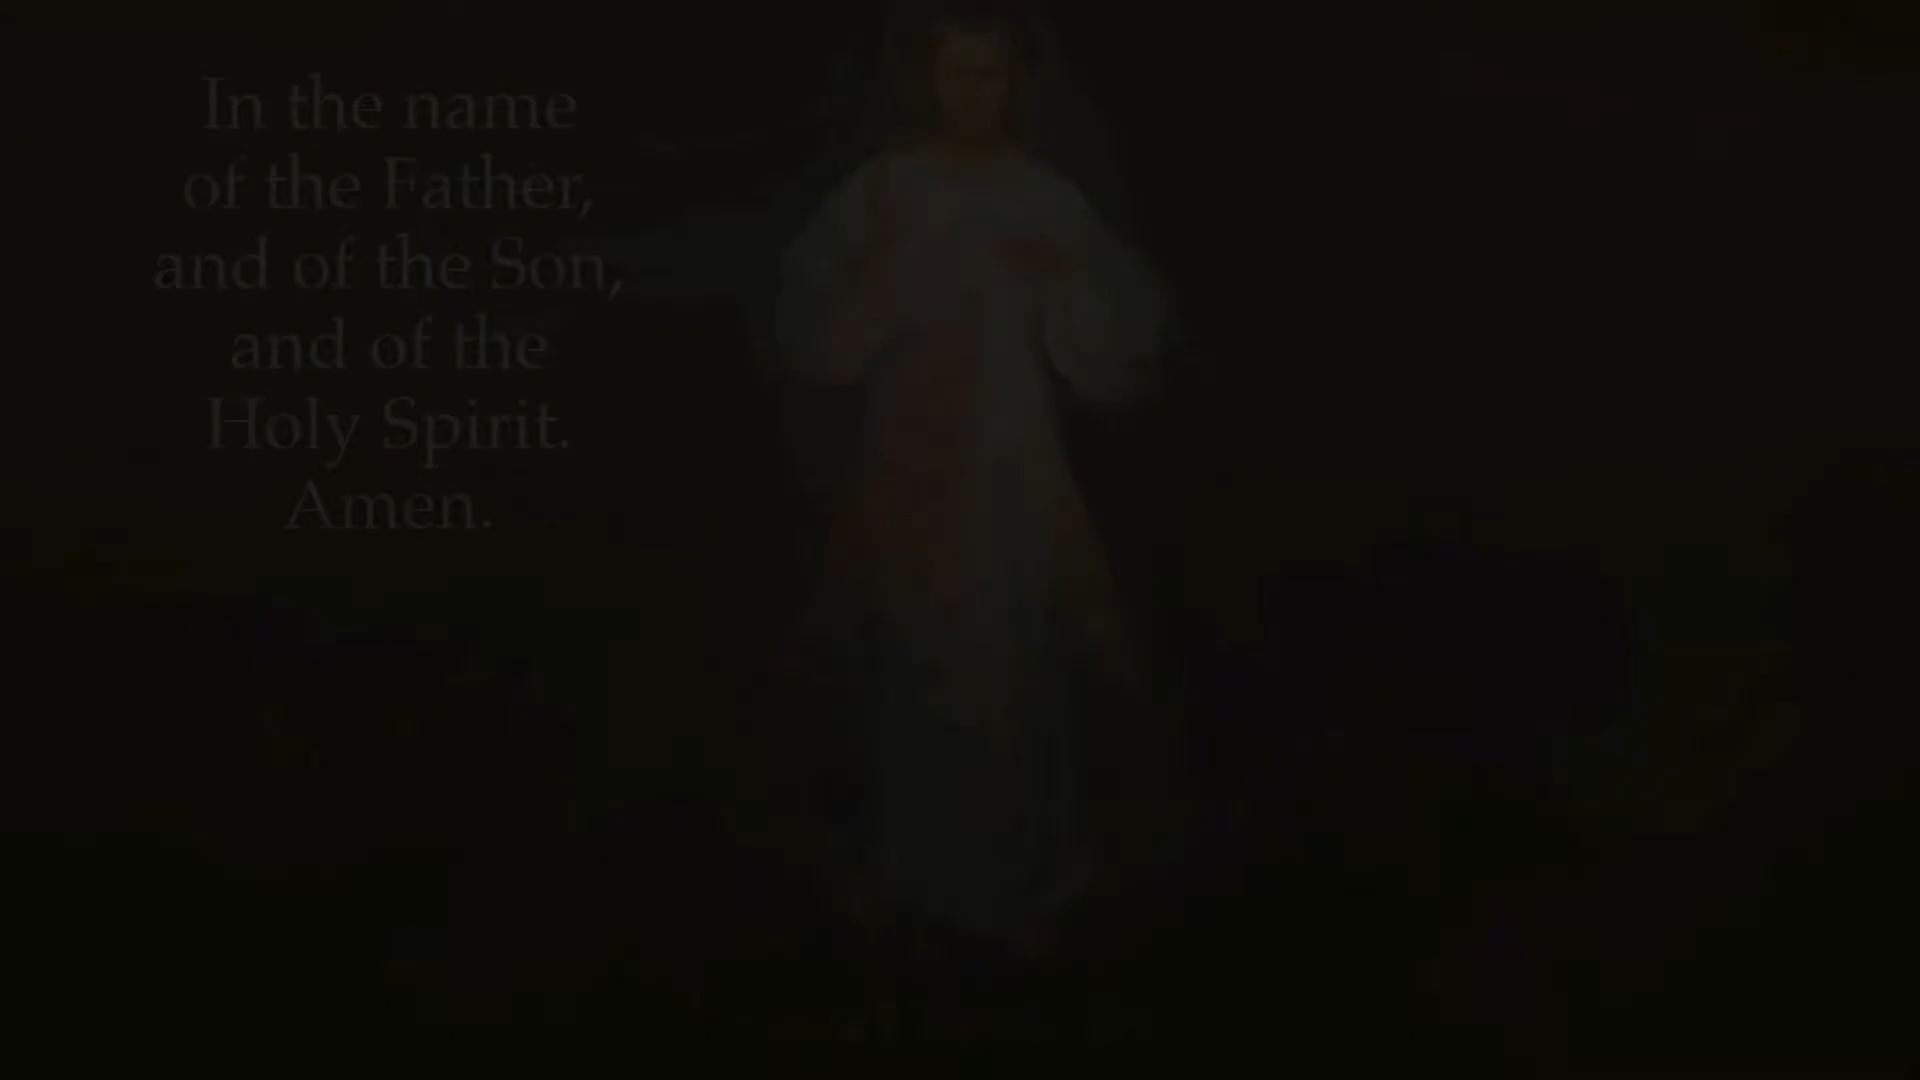 In the name
of the Father,
and of the Son,
and of the
Holy Spirit.
Amen.